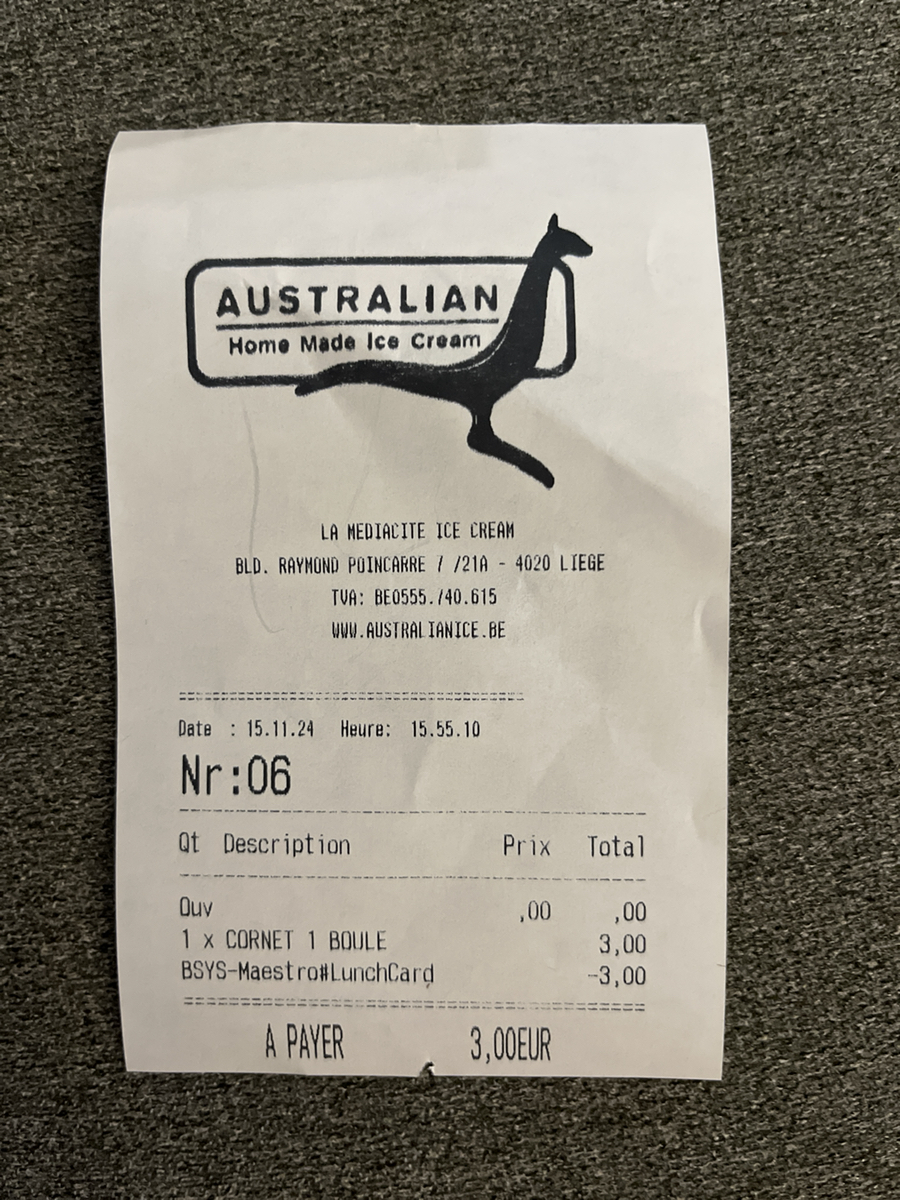 AUSTRALIAN
Home Made Ice Cream
LA MEDIACITE ICE CREAM
BLD. RAYMOND POINCARRE 7 /21A - 4020 LIEGE
TVA: BE0555.740.615
WWW.AUSTRALIANICE.BE
Date : 15.11.24 Heure: 15.55.10
Nr:06
Qt Description Prix Total
Ouv ,00 ,00
1 x CORNET 1 BOULE 3,00
BSYS-Maestro#LunchCard -3,00
A PAYER 3,00EUR